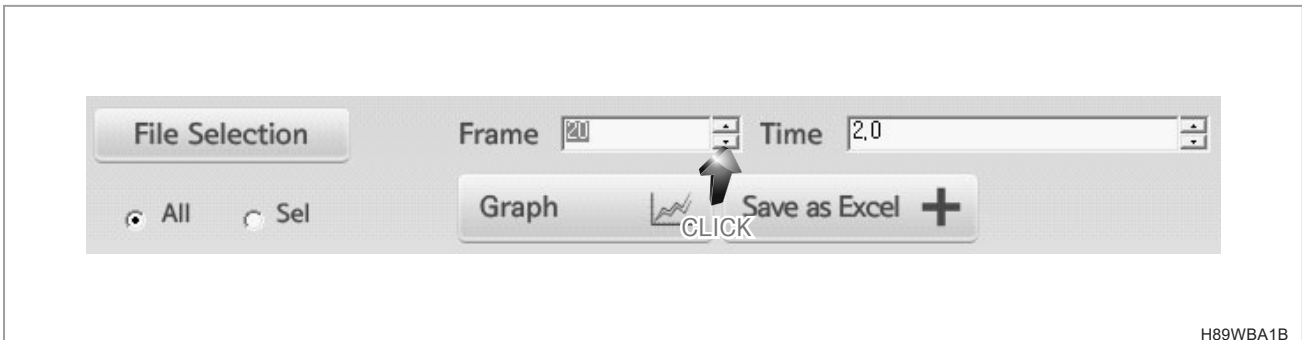 File Selection
Frame 20 Time 2,0
All Sel Graph Save as Excel
CLICK
H89WBA1B